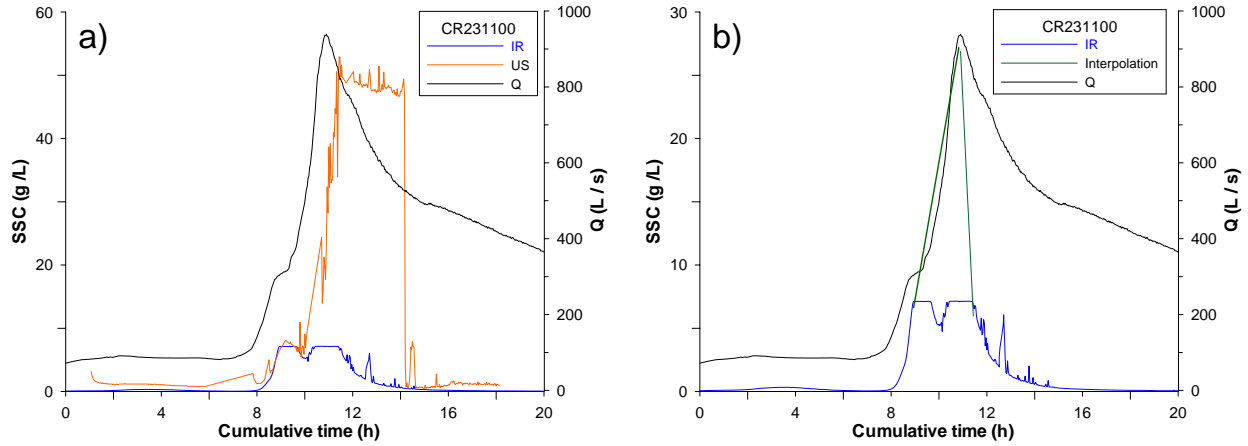 a)
CR231100
IR
US
Q
60
40
20
0
SSC (g /L)
1000
800
600
400
200
0
Q (L / s)
0 4 8 12 16 20
Cumulative time (h)
b)
CR231100
IR
Interpolation
Q
30
20
10
0
SSC (g/L)
1000
800
600
400
200
0
Q (L / s)
0 4 8 12 16 20
Cumulative time (h)